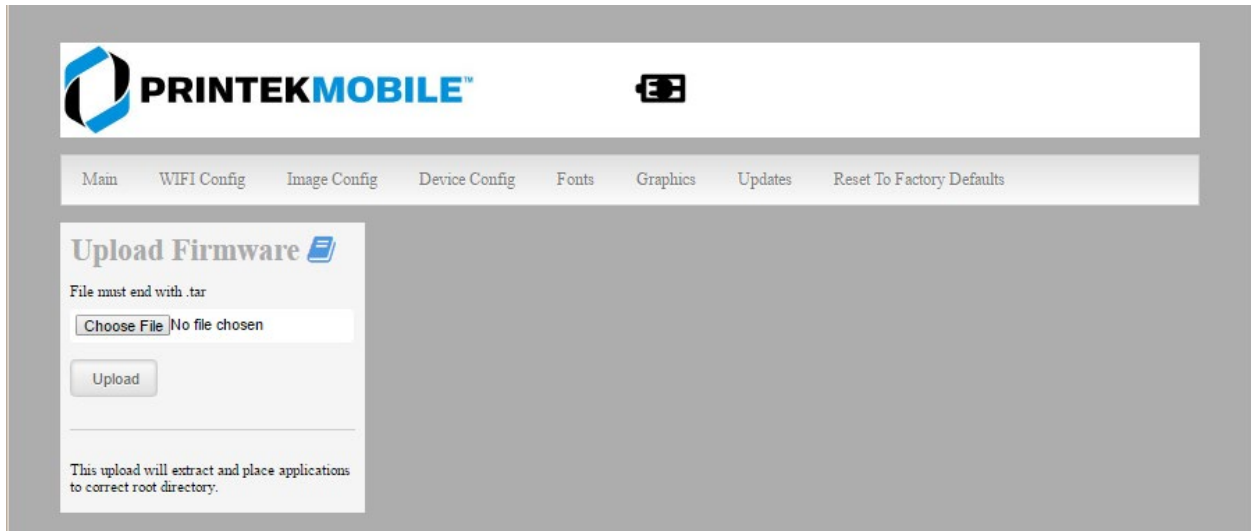 PRINTEKMOBILE™
Main WIFI Config Image Config Device Config Fonts Graphics Updates Reset To Factory Defaults
Upload Firmware
File must end with .tar
Choose File No file chosen
Upload
This upload will extract and place applications
to correct root directory.